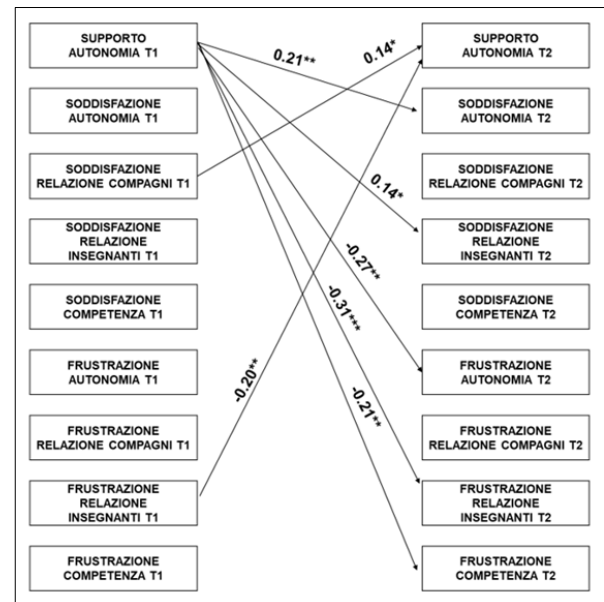 SUPPORTO
AUTONOMIA T1
SODDISFAZIONE
AUTONOMIA T1
SODDISFAZIONE
RELAZIONE COMPAGNI T1
SODDISFAZIONE
RELAZIONE
INSEGNANTI T1
SODDISFAZIONE
COMPETENZA T1
FRUSTRAZIONE
AUTONOMIA T1
FRUSTRAZIONE
RELAZIONE COMPAGNI T1
FRUSTRAZIONE
RELAZIONE
INSEGNANTI T1
FRUSTRAZIONE
COMPETENZA T1
0.21**
0.14*
0.14*
-0.27**
-0.31***
-0.21**
-0.20**
SUPPORTO
AUTONOMIA T2
SODDISFAZIONE
AUTONOMIA T2
SODDISFAZIONE
RELAZIONE COMPAGNI T2
SODDISFAZIONE
RELAZIONE
INSEGNANTI T2
SODDISFAZIONE
COMPETENZA T2
FRUSTRAZIONE
AUTONOMIA T2
FRUSTRAZIONE
RELAZIONE COMPAGNI T2
FRUSTRAZIONE
RELAZIONE
INSEGNANTI T2
FRUSTRAZIONE
COMPETENZA T2